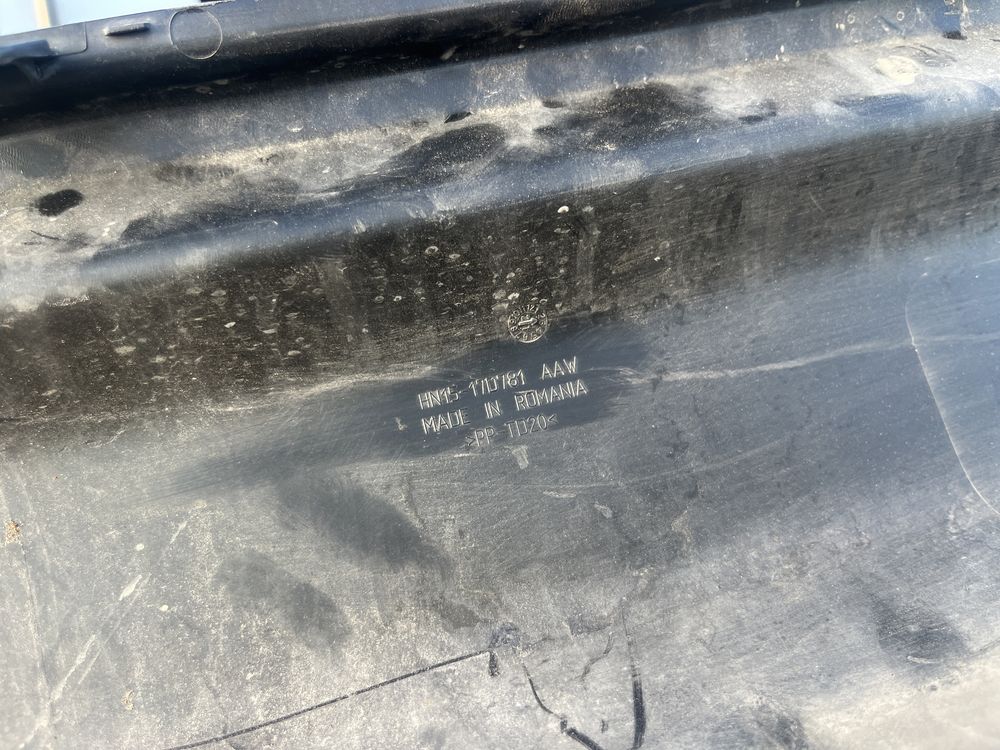 HN15-17D781 AAW
MADE IN ROMANIA
>PP-TD20<